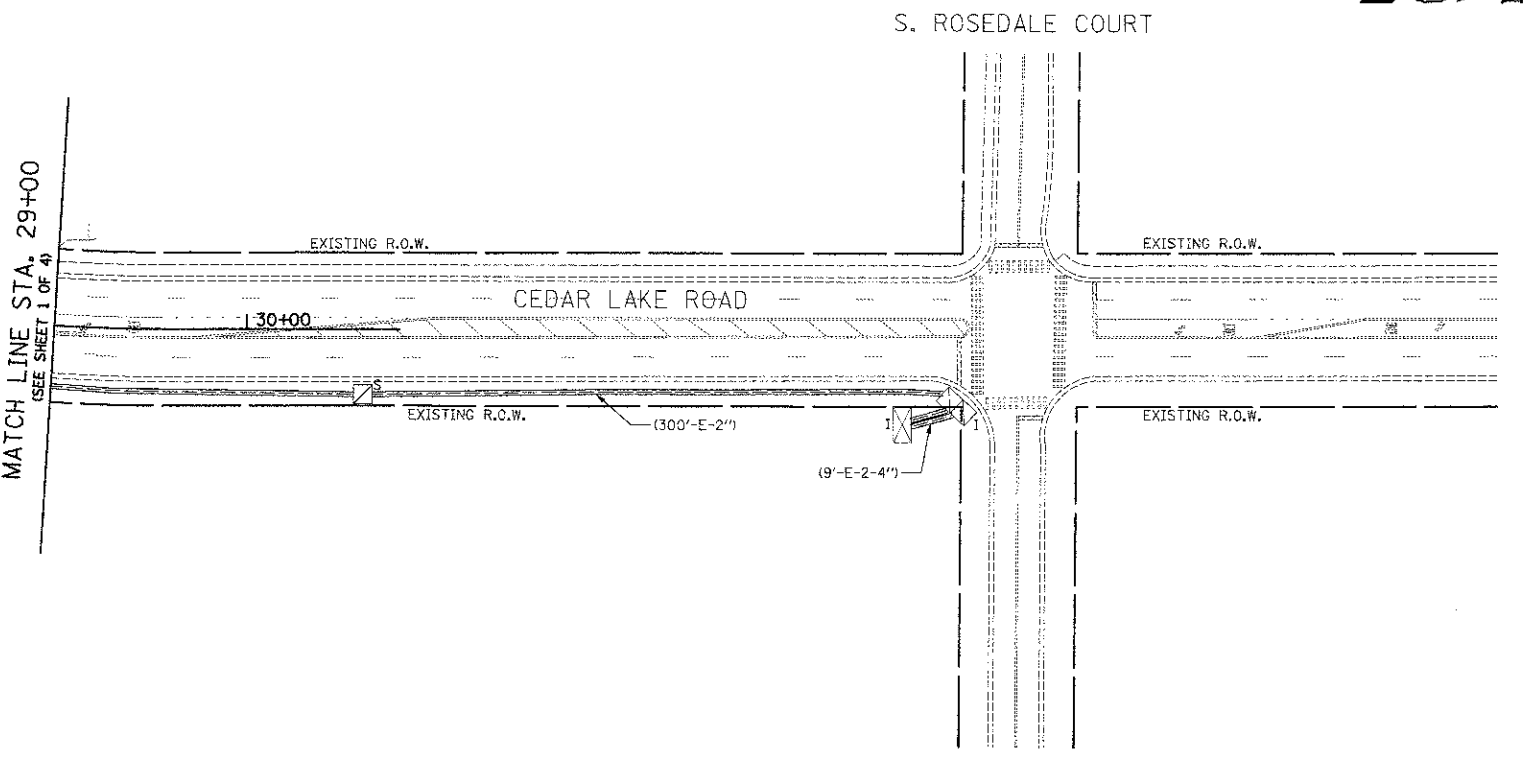 S. ROSEDALE COURT
MATCH LINE STA. 29+00
(SEE SHEET 1 OF 4)
EXISTING R.O.W.
EXISTING R.O.W.
CEDAR LAKE ROAD
30+00
S
EXISTING R.O.W.
(300'-E-2")
I
I
EXISTING R.O.W.
(9'-E-2-4")